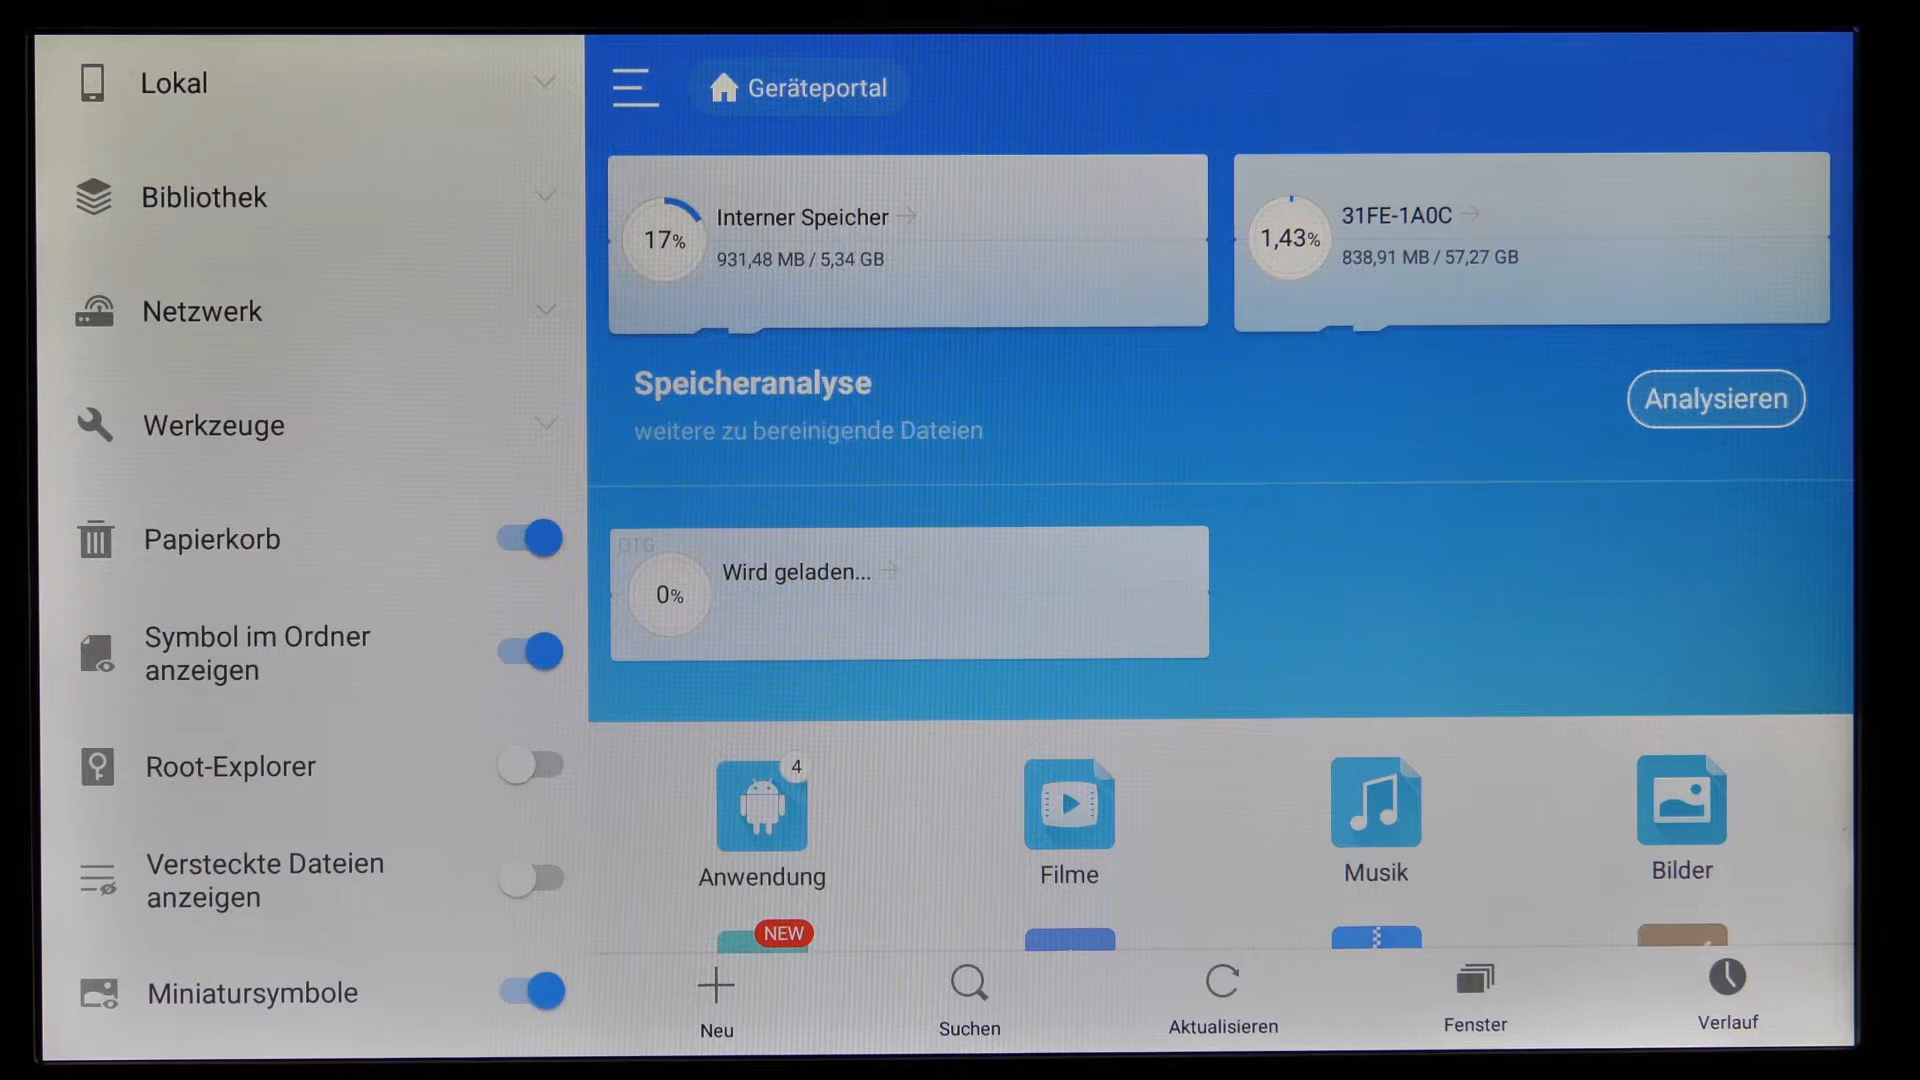 Lokal
Bibliothek
Netzwerk
Werkzeuge
Papierkorb
Symbol im Ordner
anzeigen
Root-Explorer
Versteckte Dateien
anzeigen
Miniatursymbole
Geräteportal
17%
Interner Speicher
931,48 MB / 5,34 GB
1,43%
31FE-1A0C
838,91 MB / 57,27 GB
Speicheranalyse
weitere zu bereinigende Dateien
Analysieren
OTG
0%
Wird geladen...
4
Anwendung
Filme
Musik
Bilder
NEW
Neu
Suchen
Aktualisieren
Fenster
Verlauf